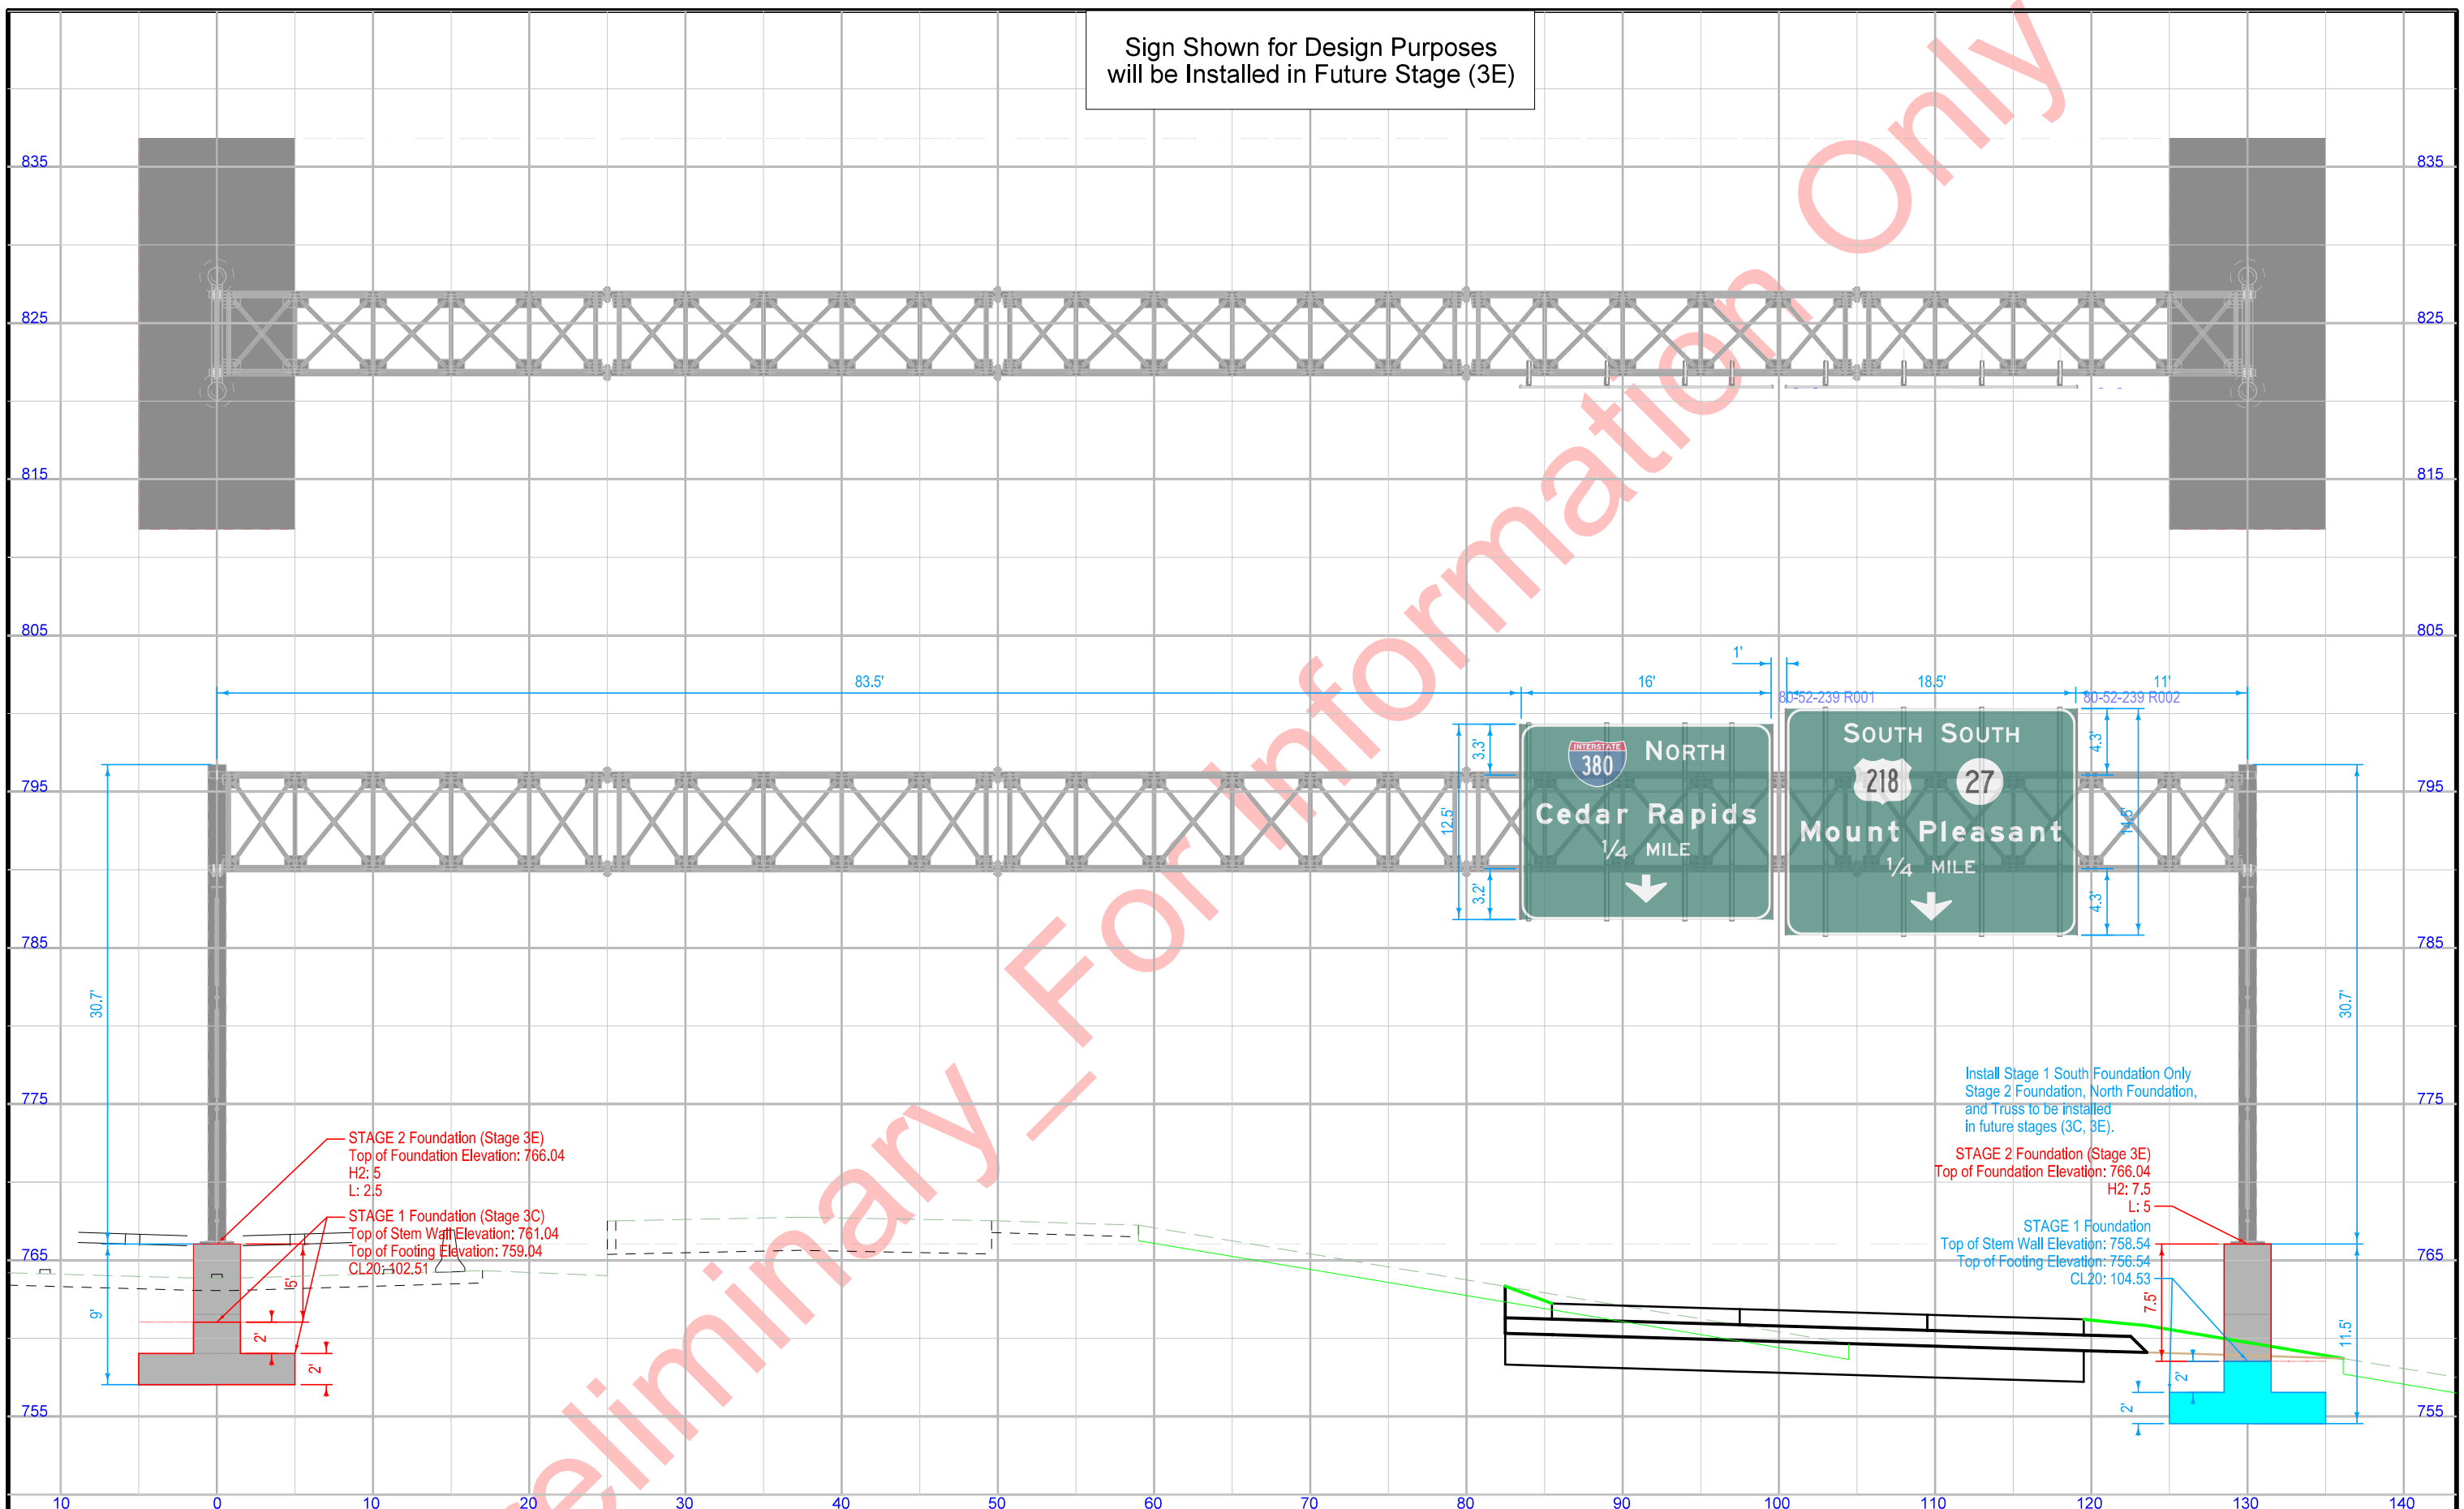 Sign Shown for Design Purposes
will be Installed in Future Stage (3E)
835
835
825
825
815
815
805
805
83.5'
16'
1'
18.5'
11'
80-52-239 R001
80-52-239 R002
INTERSTATE
380
NORTH
Cedar Rapids
1/4 MILE
SOUTH SOUTH
218
27
Mount Pleasant
1/4 MILE
12.5'
3.3'
3.2'
4.3'
14.5'
4.3'
795
795
785
785
30.7'
30.7'
775
775
Install Stage 1 South Foundation Only
Stage 2 Foundation, North Foundation,
and Truss to be installed
in future stages (3C, 3E).
STAGE 2 Foundation (Stage 3E)
Top of Foundation Elevation: 766.04
H2: 5
L: 2.5
STAGE 1 Foundation (Stage 3C)
Top of Stem Wall Elevation: 761.04
Top of Footing Elevation: 759.04
CL20: 102.51
STAGE 2 Foundation (Stage 3E)
Top of Foundation Elevation: 766.04
H2: 7.5
L: 5
STAGE 1 Foundation
Top of Stem Wall Elevation: 758.54
Top of Footing Elevation: 756.54
CL20: 104.53
765
765
9'
5'
2'
2'
7.5'
11.5'
2'
2'
755
755
10 0 10 20 30 40 50 60 70 80 90 100 110 120 130 140
eliminary_For Information Only